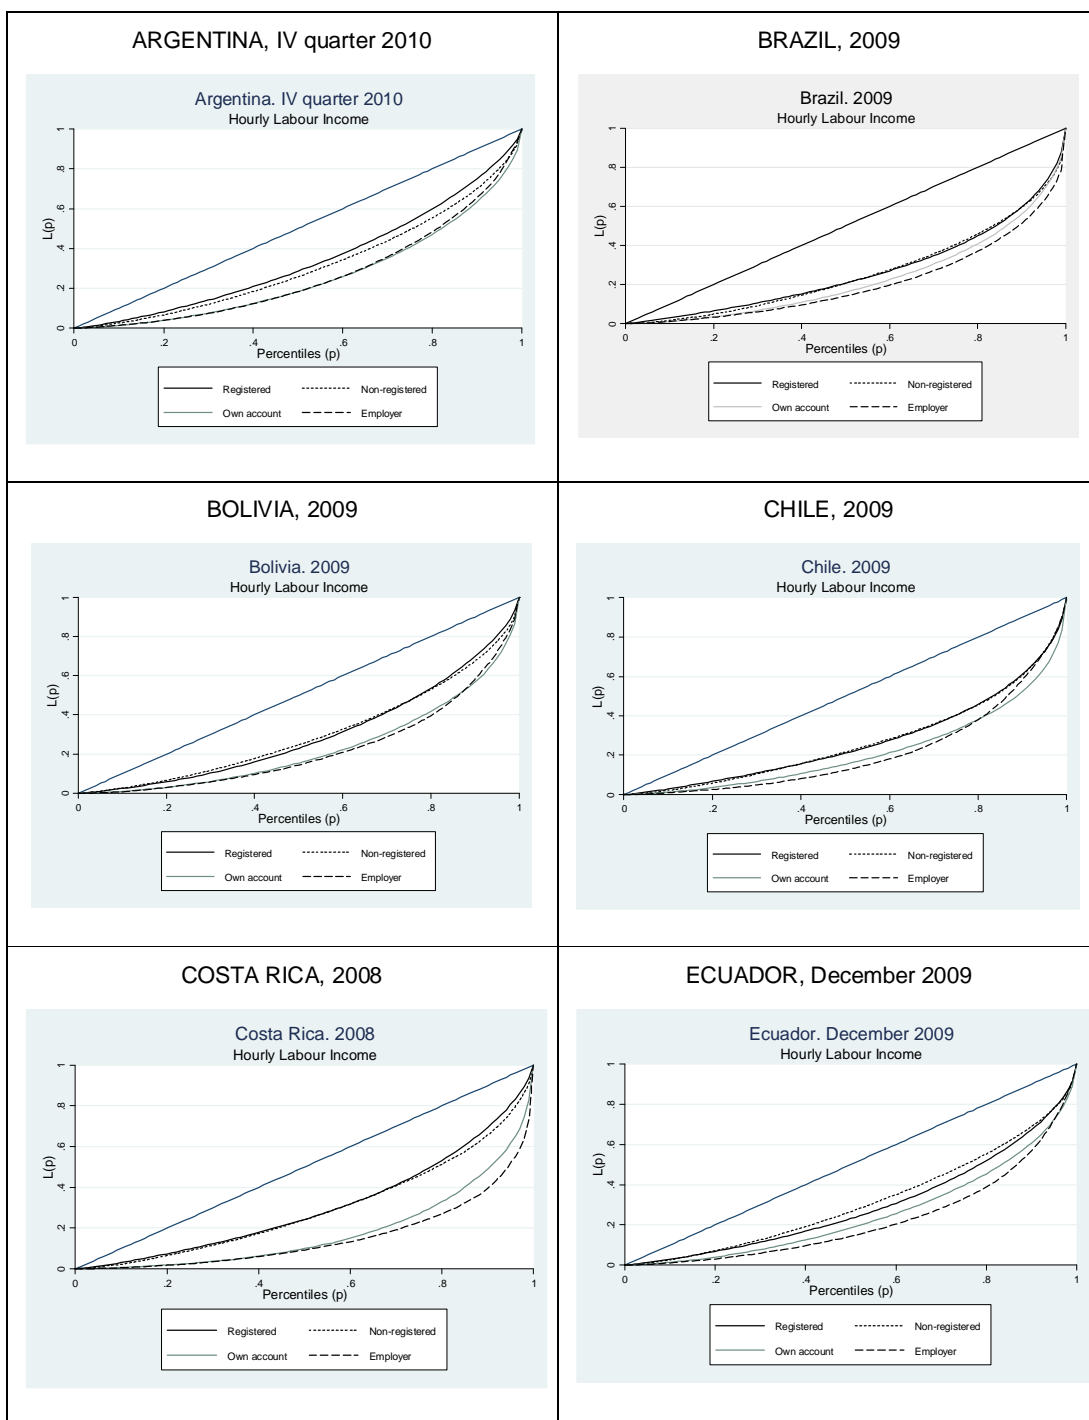 ARGENTINA, IV quarter 2010
Argentina. IV quarter 2010
Hourly Labour Income
L(p)
0 .2 .4 .6 .8 1
0 .2 .4 .6 .8 1
Percentiles (p)
Registered Non-registered
Own account Employer
BRAZIL, 2009
Brazil. 2009
Hourly Labour Income
L(p)
0 .2 .4 .6 .8 1
0 .2 .4 .6 .8 1
Percentiles (p)
Registered Non-registered
Own account Employer
BOLIVIA, 2009
Bolivia. 2009
Hourly Labour Income
L(p)
0 .2 .4 .6 .8 1
0 .2 .4 .6 .8 1
Percentiles (p)
Registered Non-registered
Own account Employer
CHILE, 2009
Chile. 2009
Hourly Labour Income
L(p)
0 .2 .4 .6 .8 1
0 .2 .4 .6 .8 1
Percentiles (p)
Registered Non-registered
Own account Employer
COSTA RICA, 2008
Costa Rica. 2008
Hourly Labour Income
L(p)
0 .2 .4 .6 .8 1
0 .2 .4 .6 .8 1
Percentiles (p)
Registered Non-registered
Own account Employer
ECUADOR, December 2009
Ecuador. December 2009
Hourly Labour Income
L(p)
0 .2 .4 .6 .8 1
0 .2 .4 .6 .8 1
Percentiles (p)
Registered Non-registered
Own account Employer